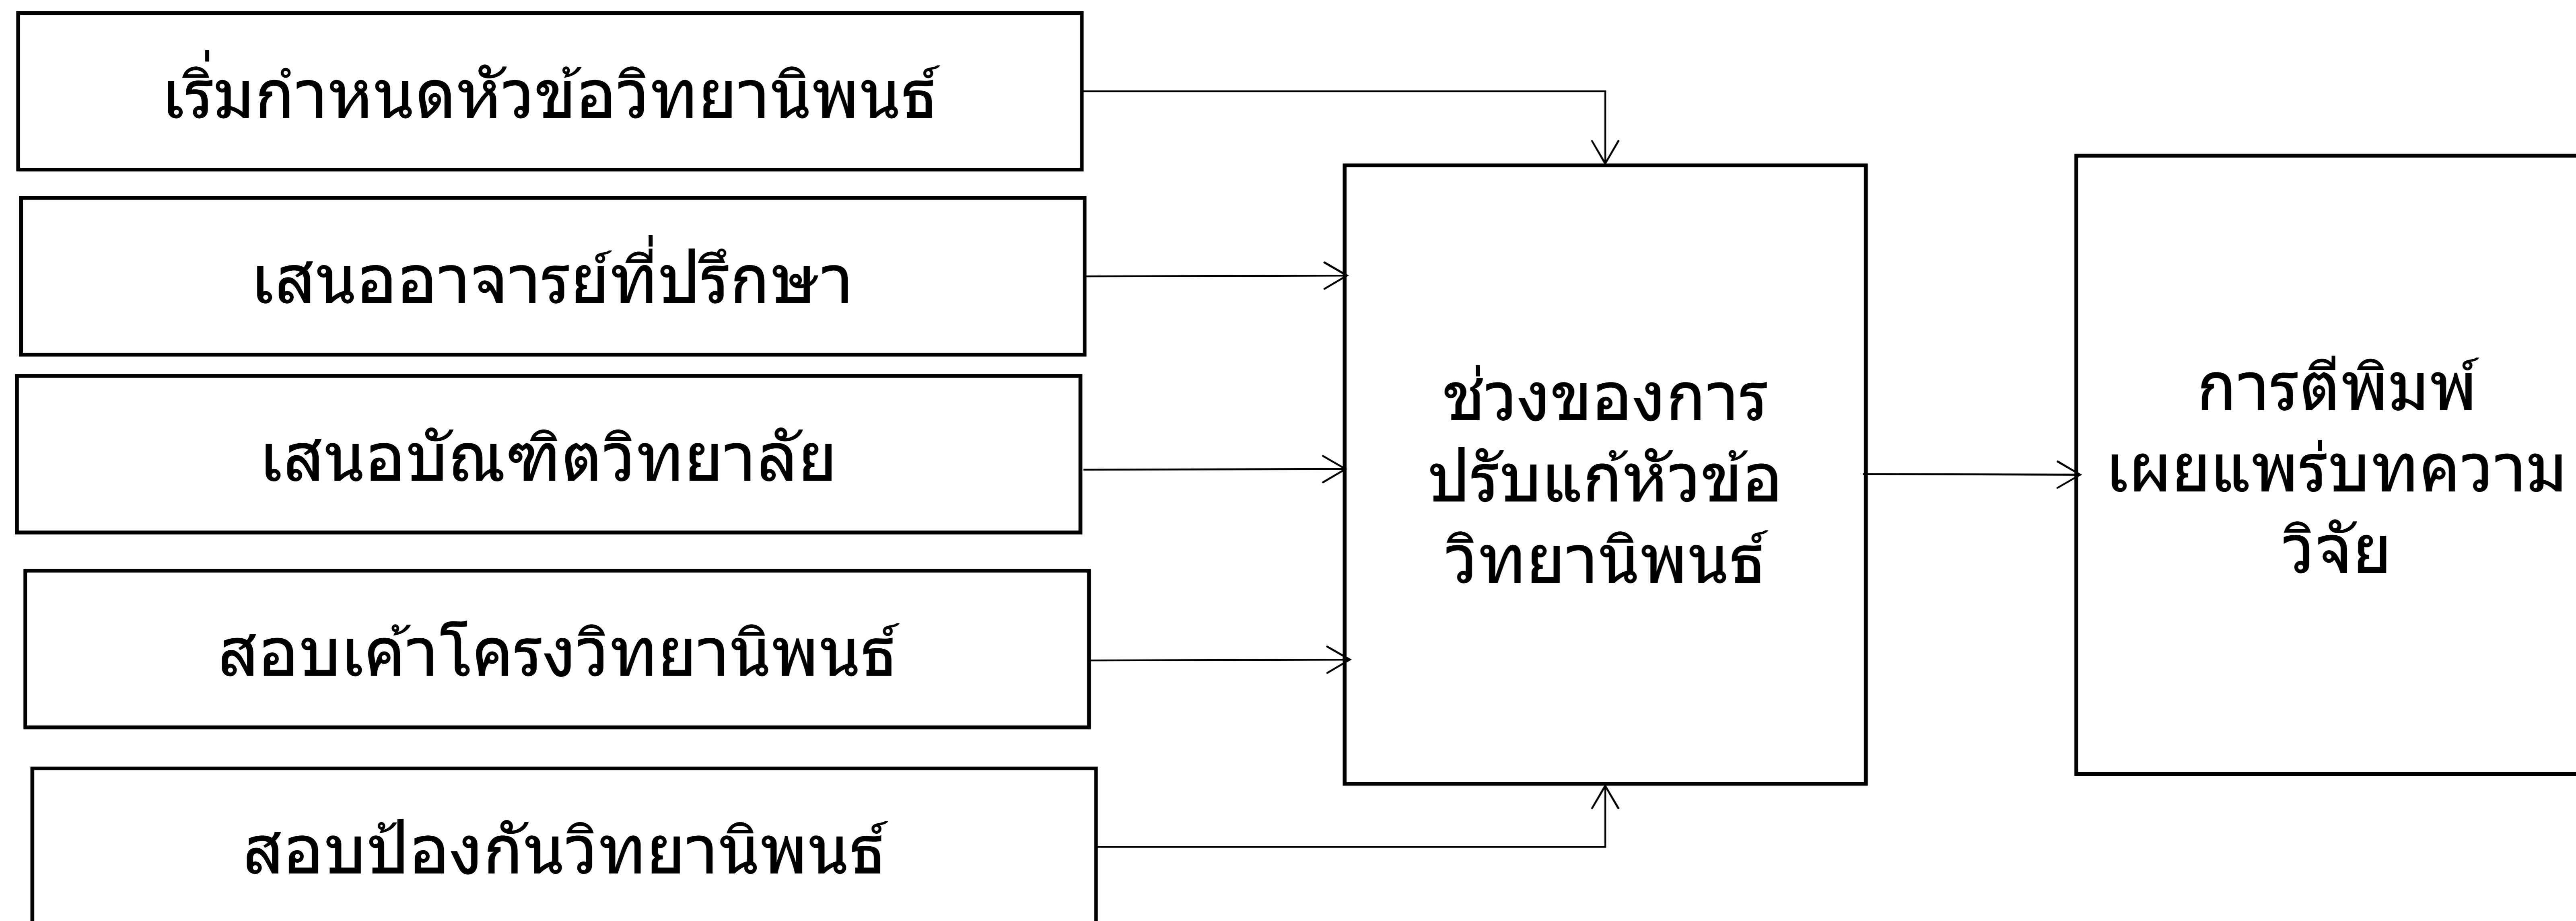 เริ่มกำหนดหัวข้อวิทยานิพนธ์
เสนออาจารย์ที่ปรึกษา
เสนอบัณฑิตวิทยาลัย
สอบเค้าโครงวิทยานิพนธ์
สอบป้องกันวิทยานิพนธ์
ช่วงของการ
ปรับแก้หัวข้อ
วิทยานิพนธ์
การตีพิมพ์
เผยแพร่บทความ
วิจัย